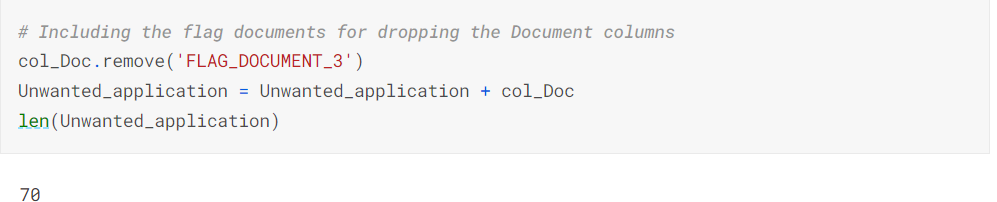 # Including the flag documents for dropping the Document columns
col_Doc.remove('FLAG_DOCUMENT_3')
Unwanted_application = Unwanted_application + col_Doc
len(Unwanted_application)
70